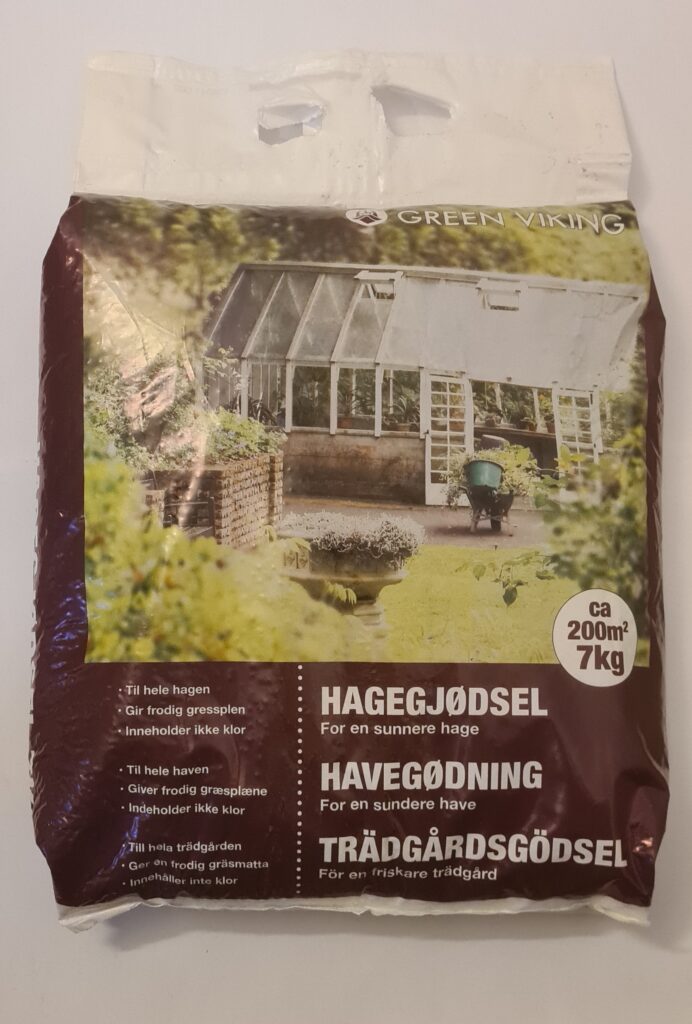 GREEN VIKING
ca
200m²
7kg
· Til hele hagen
· Gir frodig gressplen
· Inneholder ikke klor
HAGEGJØDSEL
For en sunnere hage
· Til hele haven
· Giver frodig græsplæne
· Indeholder ikke klor
HAVEGØDNING
For en sundere have
· Till hela trädgården
· Ger en frodig gräsmatta
· Innehåller inte klor
TRÄDGÅRDSGÖDSEL
För en friskare trädgård